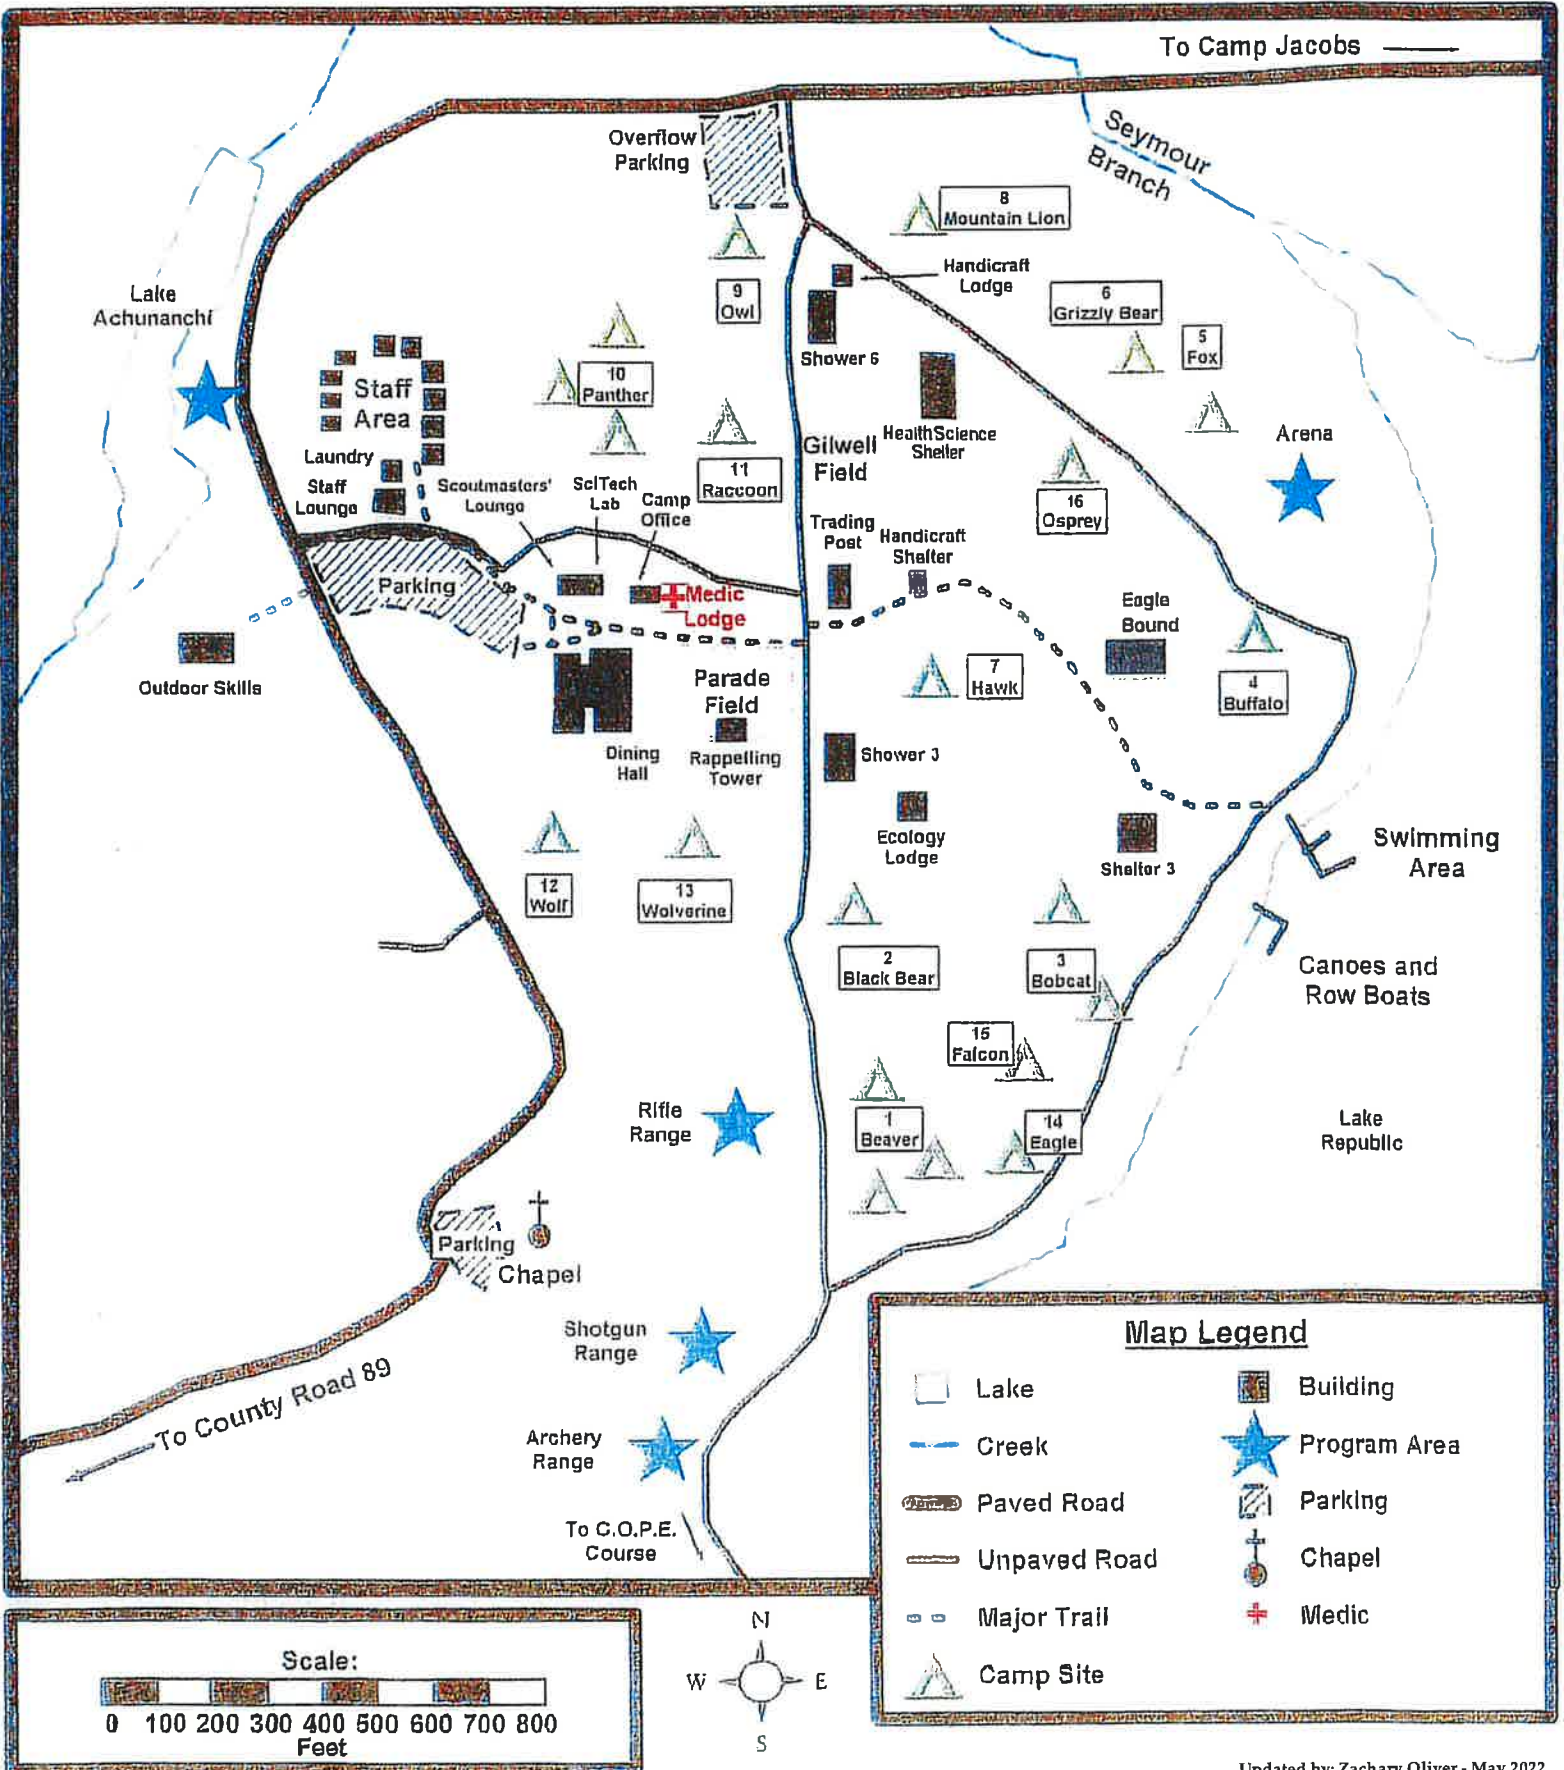 To Camp Jacobs
Overflow
Parking
Seymour
Branch
8
Mountain Lion
Handicraft
Lodge
Lake
Achunanchi
9
Owl
6
Grizzly Bear
5
Fox
Shower 6
Staff
Area
10
Panther
Laundry
Staff
Lounge
Scoutmasters'
Lounge
SciTech
Lab
Camp
Office
11
Raccoon
Gilwell
Field
HealthScience
Shelter
Arena
16
Osprey
Trading
Post
Handicraft
Shelter
Parking
Medic
Lodge
Eagle
Bound
Outdoor Skills
Parade
Field
7
Hawk
4
Buffalo
Dining
Hall
Rappelling
Tower
Shower 3
Ecology
Lodge
Shelter 3
Swimming
Area
12
Wolf
13
Wolverine
2
Black Bear
3
Bobcat
Canoes and
Row Boats
15
Falcon
Rifle
Range
1
Beaver
14
Eagle
Lake
Republic
Parking
Chapel
Shotgun
Range
To County Road 89
Archery
Range
To C.O.P.E.
Course
Map Legend
Lake
Creek
Paved Road
Unpaved Road
Major Trail
Camp Site
Building
Program Area
Parking
Chapel
Medic
Scale:
0 100 200 300 400 500 600 700 800
Feet
N
W E
S
Updated by: Zachary Oliver - May 2022